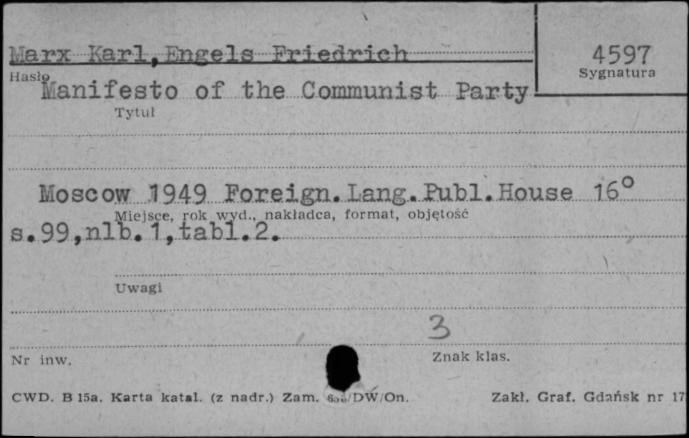 Marx Karl, Engels Friedrich
4597
Sygnatura
Hasło
Manifesto of the Communist Party
Tytuł
Moscow 1949 Foreign.Lang.Publ.House 16°
Miejsce, rok wyd., nakładca, format, objętość
s.99,nlb.1,tabl.2.
Uwagi
3
Nr inw.
Znak klas.
CWD. B 15a. Karta katal. (z nadr.) Zam. /DW/On.
Zakł. Graf. Gdańsk nr 17